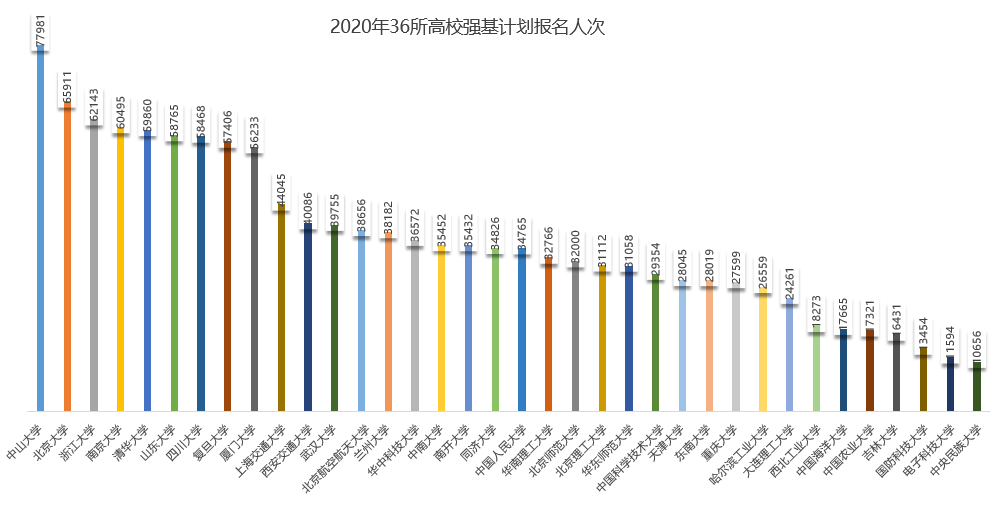 2020年36所高校强基计划报名人次
77981
65911
62143
60495
59860
58765
58468
57406
56233
44045
40086
39755
38656
38182
36572
35452
35432
34826
34765
32766
32000
31112
31058
29354
28045
28019
27599
26559
24261
18273
17665
17321
16431
13454
11594
10656
中山大学
北京大学
浙江大学
南京大学
清华大学
山东大学
四川大学
复旦大学
厦门大学
上海交通大学
西安交通大学
武汉大学
北京航空航天大学
兰州大学
华中科技大学
中南大学
南开大学
同济大学
中国人民大学
华南理工大学
北京师范大学
北京理工大学
华东师范大学
中国科学技术大学
天津大学
东南大学
重庆大学
哈尔滨工业大学
大连理工大学
西北工业大学
中国海洋大学
中国农业大学
吉林大学
国防科技大学
电子科技大学
中央民族大学